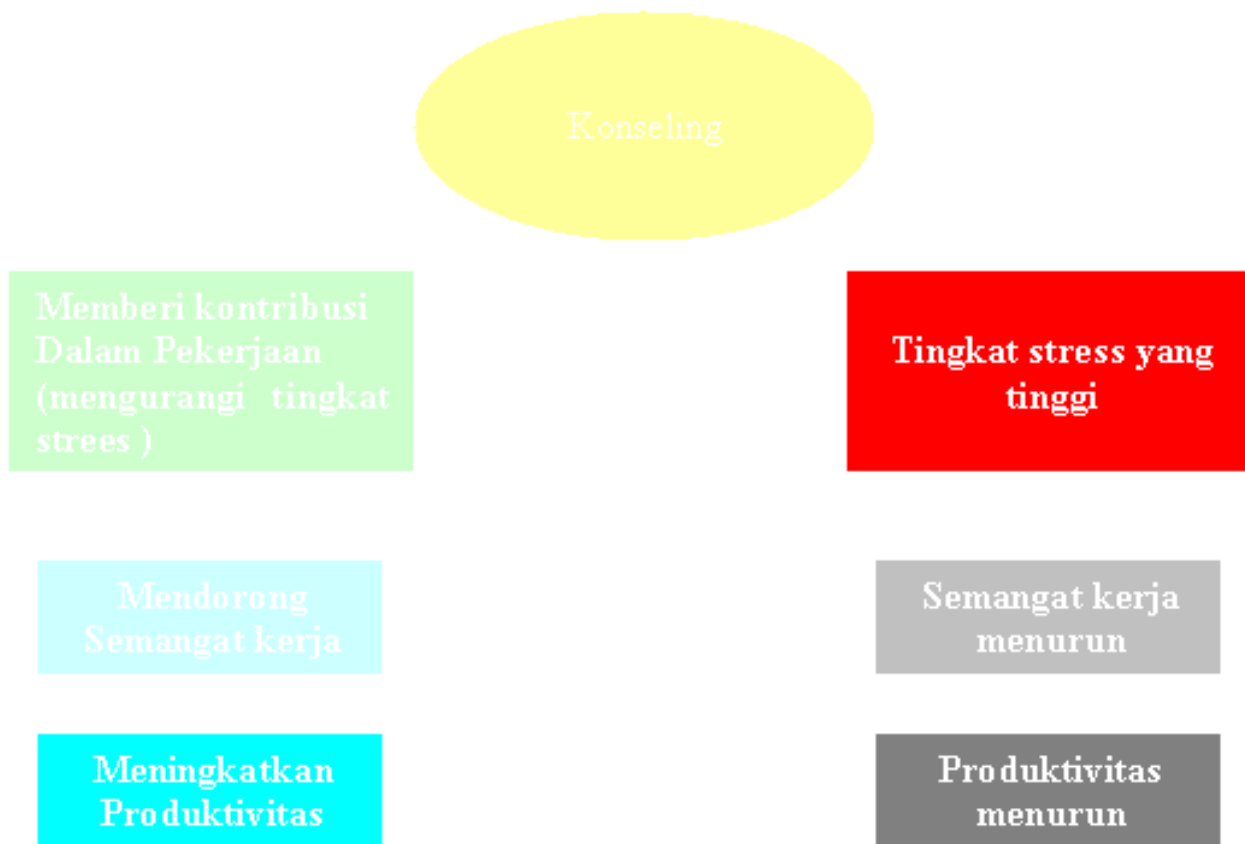 Konseling
Memberi kontribusi
Dalam Pekerjaan
(mengurangi tingkat
strees )
Tingkat stress yang
tinggi
Mendorong
Semangat kerja
Semangat kerja
menurun
Meningkatkan
Produktivitas
Produktivitas
menurun